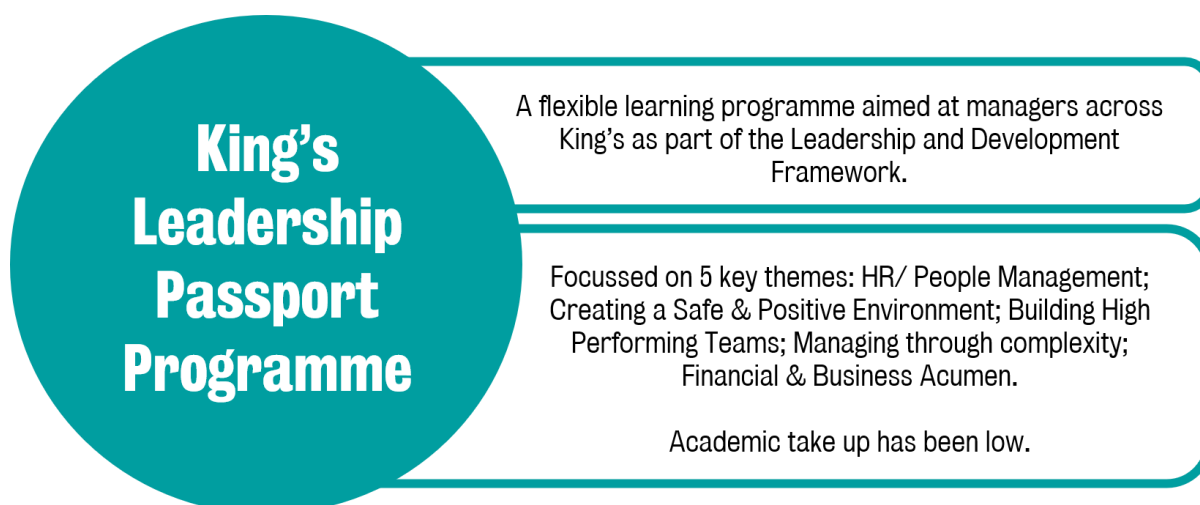 King’s
Leadership
Passport
Programme
A flexible learning programme aimed at managers across
King’s as part of the Leadership and Development
Framework.
Focussed on 5 key themes: HR/ People Management;
Creating a Safe & Positive Environment; Building High
Performing Teams; Managing through complexity;
Financial & Business Acumen.
Academic take up has been low.